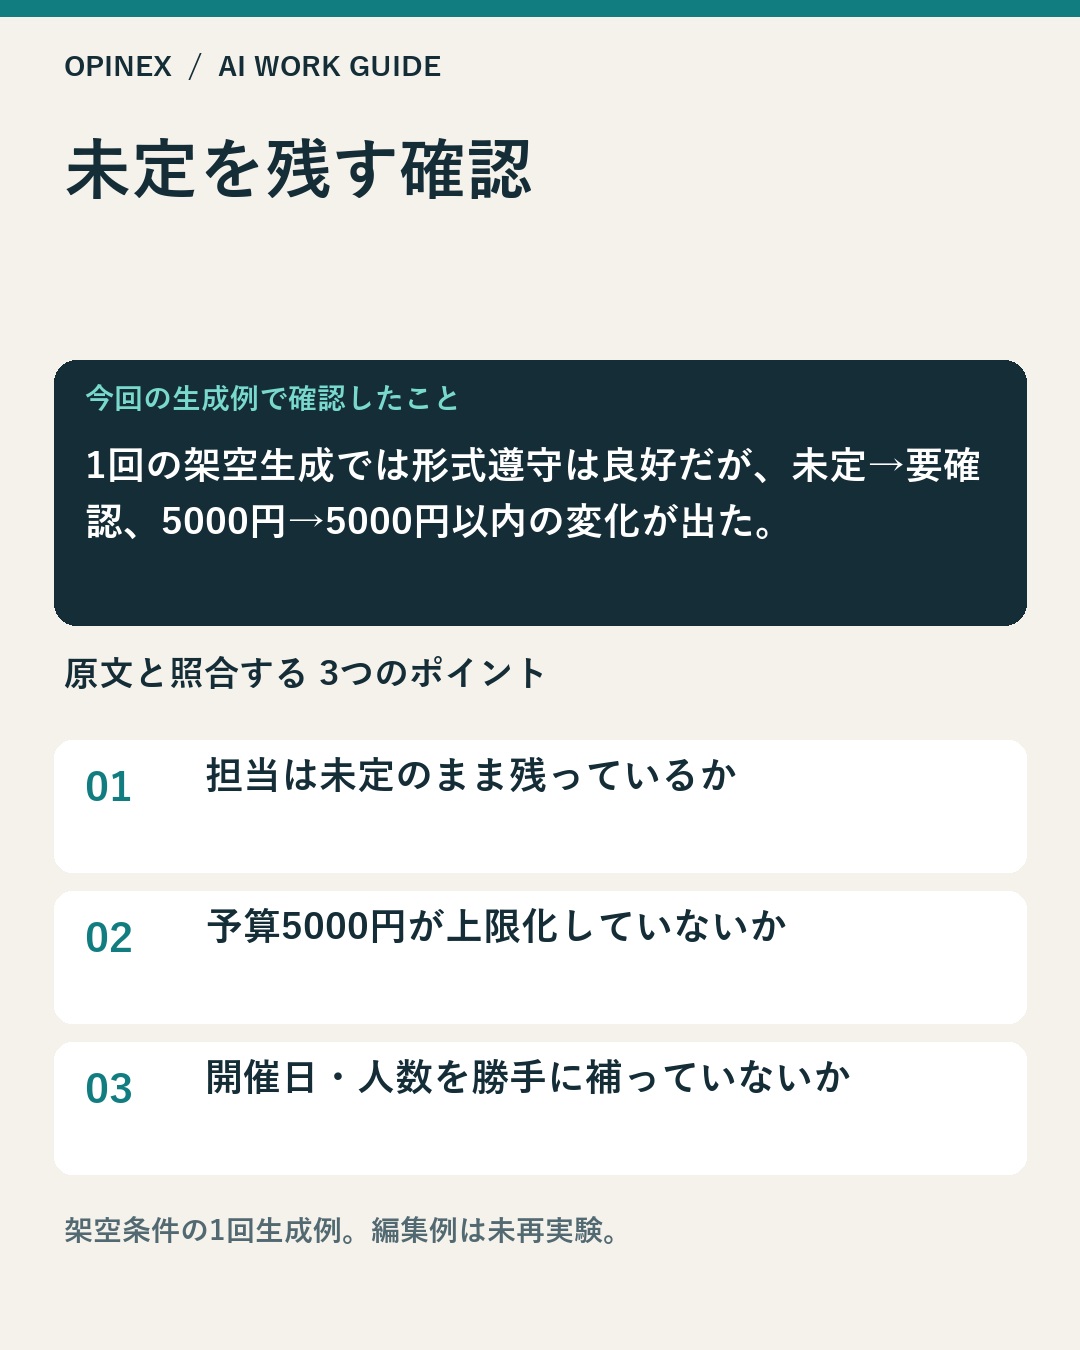 OPINEX / AI WORK GUIDE
未定を残す確認
今回の生成例で確認したこと
1回の架空生成では形式遵守は良好だが、未定→要確
認、5000円→5000円以内の変化が出た。
原文と照合する 3つのポイント
01 担当は未定のまま残っているか
02 予算5000円が上限化していないか
03 開催日・人数を勝手に補っていないか
架空条件の1回生成例。編集例は未再実験。